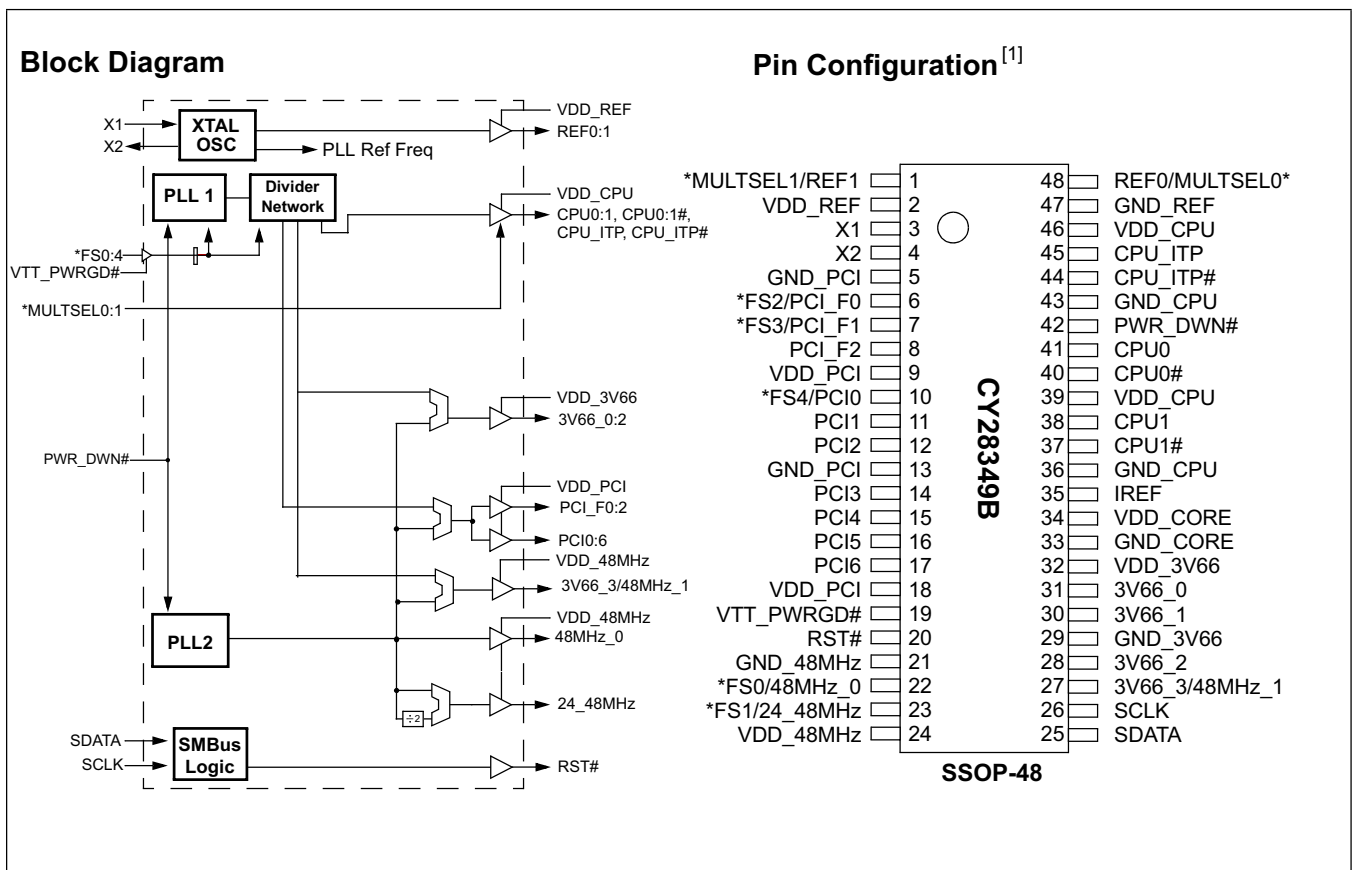 Block Diagram
X1
X2
XTAL
OSC
VDD_REF
REF0:1
PLL Ref Freq
PLL 1
Divider
Network
VDD_CPU
CPU0:1, CPU0:1#,
CPU_ITP, CPU_ITP#
*FS0:4
VTT_PWRGD#
*MULTSEL0:1
VDD_3V66
3V66_0:2
PWR_DWN#
VDD_PCI
PCI_F0:2
PCI0:6
VDD_48MHz
3V66_3/48MHz_1
VDD_48MHz
PLL2
48MHz_0
÷2
24_48MHz
SDATA
SCLK
SMBus
Logic
RST#
Pin Configuration [1]
*MULTSEL1/REF1 1 48 REF0/MULTSEL0*
VDD_REF 2 47 GND_REF
X1 3 46 VDD_CPU
X2 4 45 CPU_ITP
GND_PCI 5 44 CPU_ITP#
*FS2/PCI_F0 6 43 GND_CPU
*FS3/PCI_F1 7 42 PWR_DWN#
PCI_F2 8 41 CPU0
VDD_PCI 9 40 CPU0#
*FS4/PCI0 10 39 VDD_CPU
PCI1 11 38 CPU1
PCI2 12 37 CPU1#
GND_PCI 13 36 GND_CPU
PCI3 14 35 IREF
PCI4 15 34 VDD_CORE
PCI5 16 33 GND_CORE
PCI6 17 32 VDD_3V66
VDD_PCI 18 31 3V66_0
VTT_PWRGD# 19 30 3V66_1
RST# 20 29 GND_3V66
GND_48MHz 21 28 3V66_2
*FS0/48MHz_0 22 27 3V66_3/48MHz_1
*FS1/24_48MHz 23 26 SCLK
VDD_48MHz 24 25 SDATA
CY28349B
SSOP-48